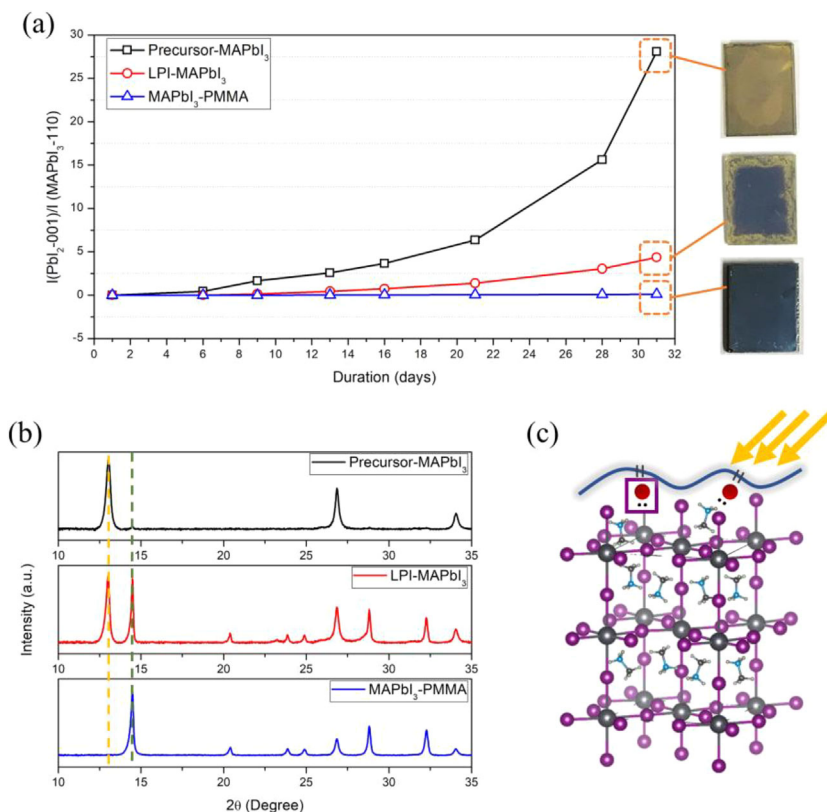 (a)
30
25
20
15
10
5
0
-5
I(PbI₂-001)/I (MAPbI₃-110)
Precursor-MAPbI₃
LPI-MAPbI₃
MAPbI₃-PMMA
0 2 4 6 8 10 12 14 16 18 20 22 24 26 28 30 32
Duration (days)
(b)
Intensity (a.u.)
Precursor-MAPbI₃
10 15 20 25 30 35
LPI-MAPbI₃
10 15 20 25 30 35
MAPbI₃-PMMA
10 15 20 25 30 35
2θ (Degree)
(c)